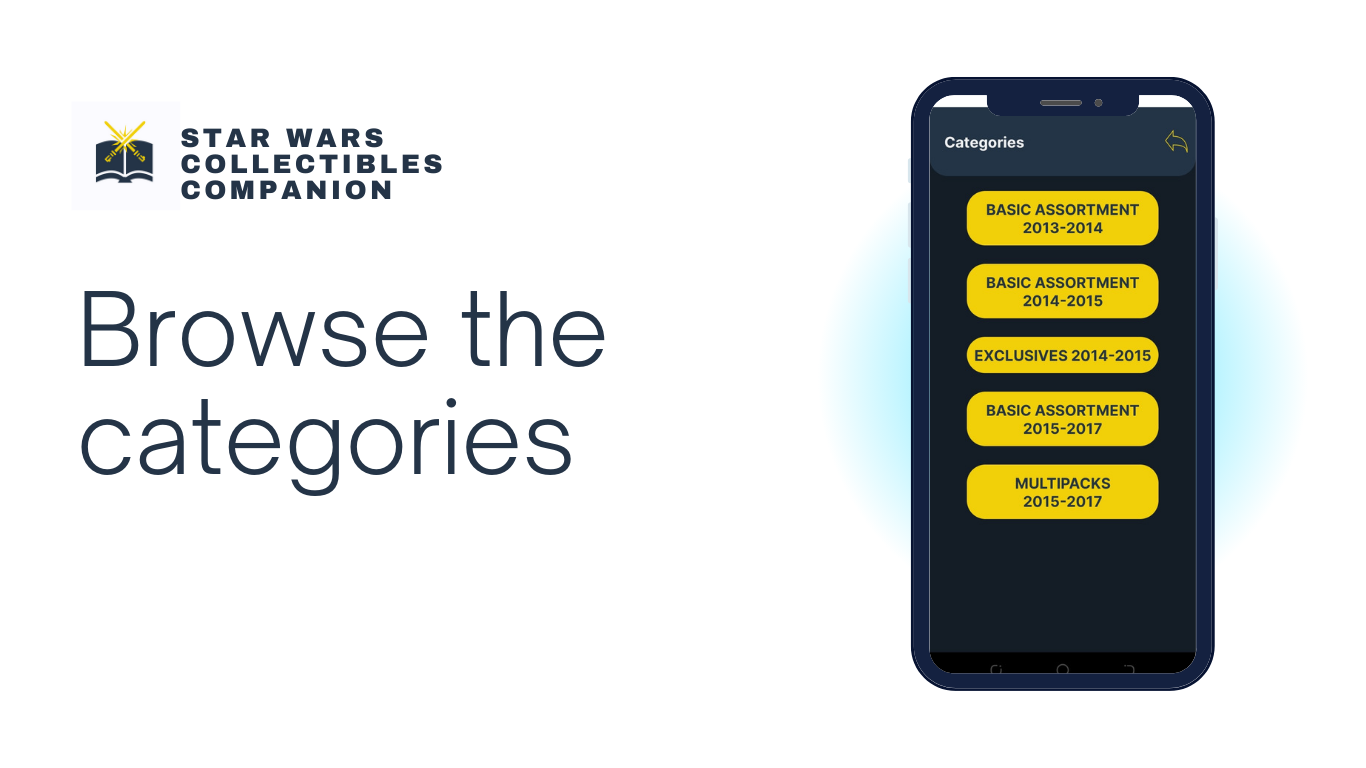 STAR WARS
COLLECTIBLES
COMPANION
Browse the
categories
Categories
BASIC ASSORTMENT
2013-2014
BASIC ASSORTMENT
2014-2015
EXCLUSIVES 2014-2015
BASIC ASSORTMENT
2015-2017
MULTIPACKS
2015-2017